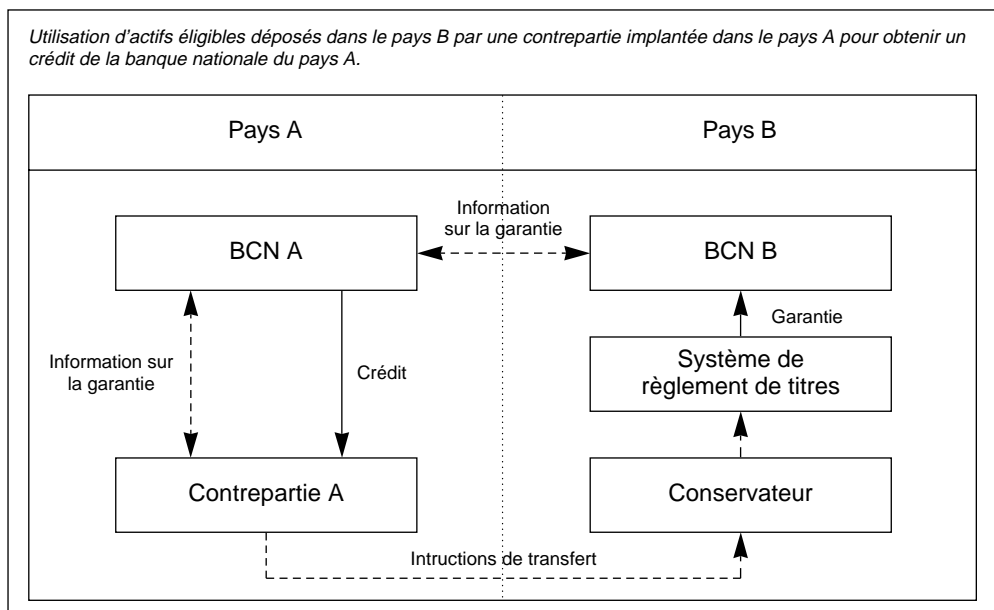 Utilisation d'actifs éligibles déposés dans le pays B par une contrepartie implantée dans le pays A pour obtenir un
crédit de la banque nationale du pays A.
Pays A
Pays B
Information
sur la garantie
BCN A
BCN B
Garantie
Information sur
la garantie
Crédit
Système de
règlement de titres
Contrepartie A
Conservateur
Intructions de transfert